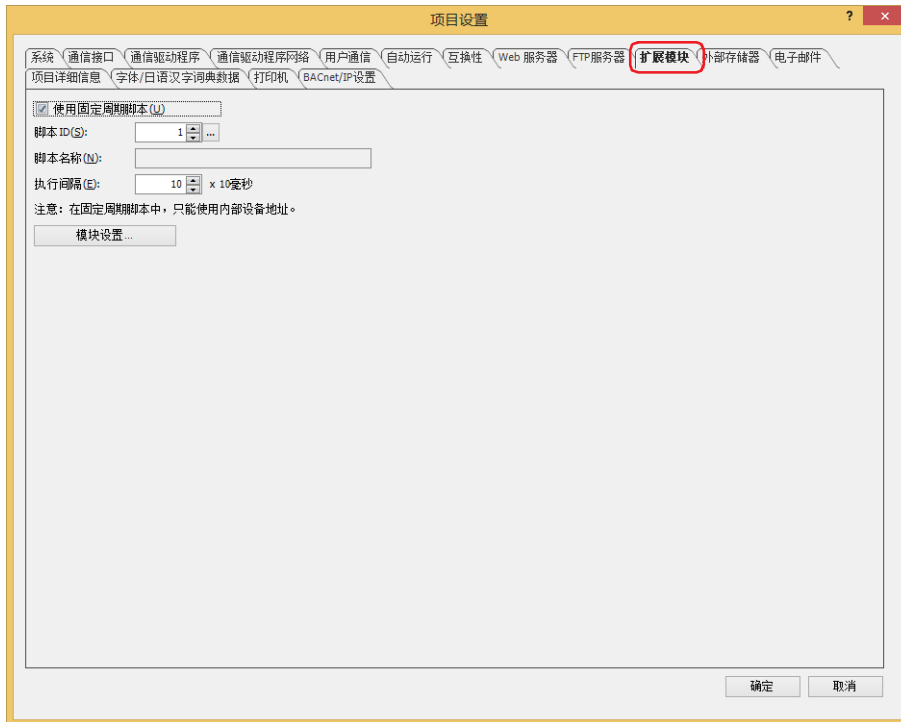 项目设置
? ×
系统 通信接口 通信驱动程序 通信驱动程序网络 用户通信 自动运行 互换性 Web 服务器 FTP服务器 扩展模块 外部存储器 电子邮件
项目详细信息 字体/日语汉字词典数据 打印机 BACnet/IP设置
使用固定周期脚本(U)
脚本 ID(S): 1 ...
脚本名称(N):
执行间隔(E): 10 x 10毫秒
注意：在固定周期脚本中，只能使用内部设备地址。
模块设置...
确定 取消